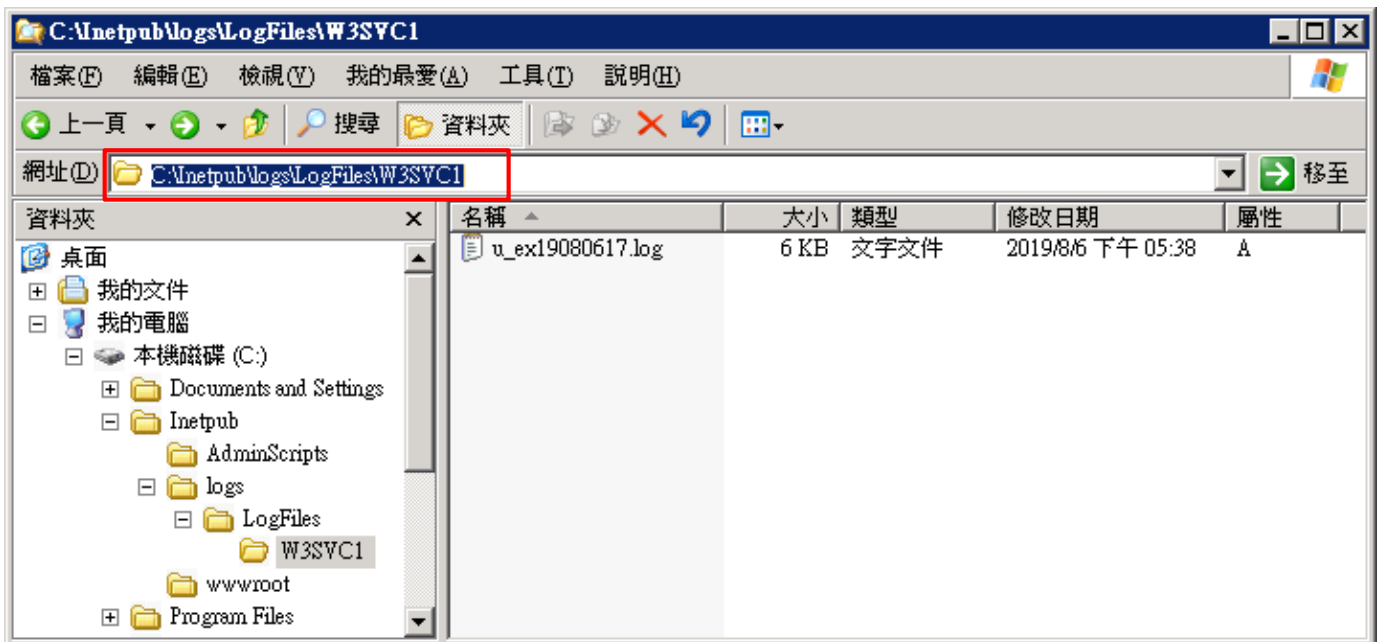 C:\Inetpub\logs\LogFiles\W3SVC1
檔案(F) 編輯(E) 檢視(V) 我的最愛(A) 工具(T) 說明(H)
上一頁 搜尋 資料夾
網址(D) C:\Inetpub\logs\LogFiles\W3SVC1 移至
資料夾 名稱 大小 類型 修改日期 屬性
u_ex19080617.log 6 KB 文字文件 2019/8/6 下午 05:38 A
桌面
我的文件
我的電腦
本機磁碟 (C:)
Documents and Settings
Inetpub
AdminScripts
logs
LogFiles
W3SVC1
wwwroot
Program Files